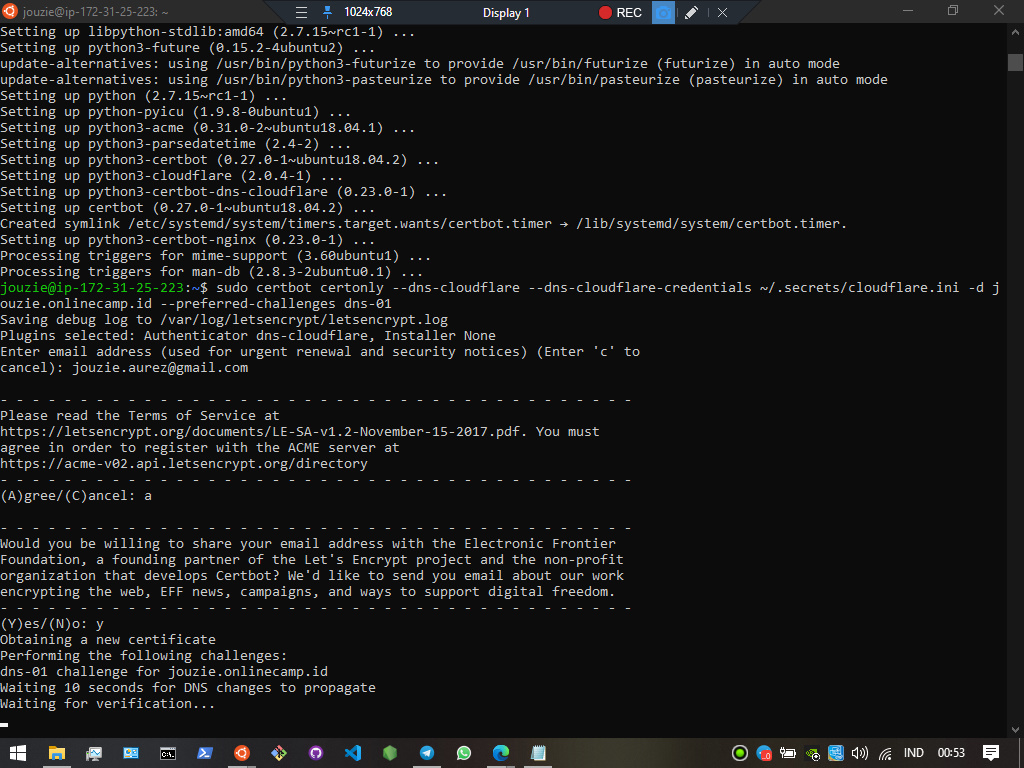 jouzie@ip-172-31-25-223: ~
1024x768
Display 1
REC
Setting up libpython-stdlib:amd64 (2.7.15~rc1-1) ...
Setting up python3-future (0.15.2-4ubuntu2) ...
update-alternatives: using /usr/bin/python3-futurize to provide /usr/bin/futurize (futurize) in auto mode
update-alternatives: using /usr/bin/python3-pasteurize to provide /usr/bin/pasteurize (pasteurize) in auto mode
Setting up python (2.7.15~rc1-1) ...
Setting up python-pyicu (1.9.8-0ubuntu1) ...
Setting up python3-acme (0.31.0-2~ubuntu18.04.1) ...
Setting up python3-parsedatetime (2.4-2) ...
Setting up python3-certbot (0.27.0-1~ubuntu18.04.2) ...
Setting up python3-cloudflare (2.0.4-1) ...
Setting up python3-certbot-dns-cloudflare (0.23.0-1) ...
Setting up certbot (0.27.0-1~ubuntu18.04.2) ...
Created symlink /etc/systemd/system/timers.target.wants/certbot.timer → /lib/systemd/system/certbot.timer.
Setting up python3-certbot-nginx (0.23.0-1) ...
Processing triggers for mime-support (3.60ubuntu1) ...
Processing triggers for man-db (2.8.3-2ubuntu0.1) ...
jouzie@ip-172-31-25-223:~$ sudo certbot certonly --dns-cloudflare --dns-cloudflare-credentials ~/.secrets/cloudflare.ini -d j
ouzie.onlinecamp.id --preferred-challenges dns-01
Saving debug log to /var/log/letsencrypt/letsencrypt.log
Plugins selected: Authenticator dns-cloudflare, Installer None
Enter email address (used for urgent renewal and security notices) (Enter 'c' to
cancel): jouzie.aurez@gmail.com
- - - - - - - - - - - - - - - - - - - - - - - - - - - - - - - - - - - - - - - -
Please read the Terms of Service at
https://letsencrypt.org/documents/LE-SA-v1.2-November-15-2017.pdf. You must
agree in order to register with the ACME server at
https://acme-v02.api.letsencrypt.org/directory
- - - - - - - - - - - - - - - - - - - - - - - - - - - - - - - - - - - - - - - -
(A)gree/(C)ancel: a
- - - - - - - - - - - - - - - - - - - - - - - - - - - - - - - - - - - - - - - -
Would you be willing to share your email address with the Electronic Frontier
Foundation, a founding partner of the Let's Encrypt project and the non-profit
organization that develops Certbot? We'd like to send you email about our work
encrypting the web, EFF news, campaigns, and ways to support digital freedom.
- - - - - - - - - - - - - - - - - - - - - - - - - - - - - - - - - - - - - - - -
(Y)es/(N)o: y
Obtaining a new certificate
Performing the following challenges:
dns-01 challenge for jouzie.onlinecamp.id
Waiting 10 seconds for DNS changes to propagate
Waiting for verification...
IND
00:53